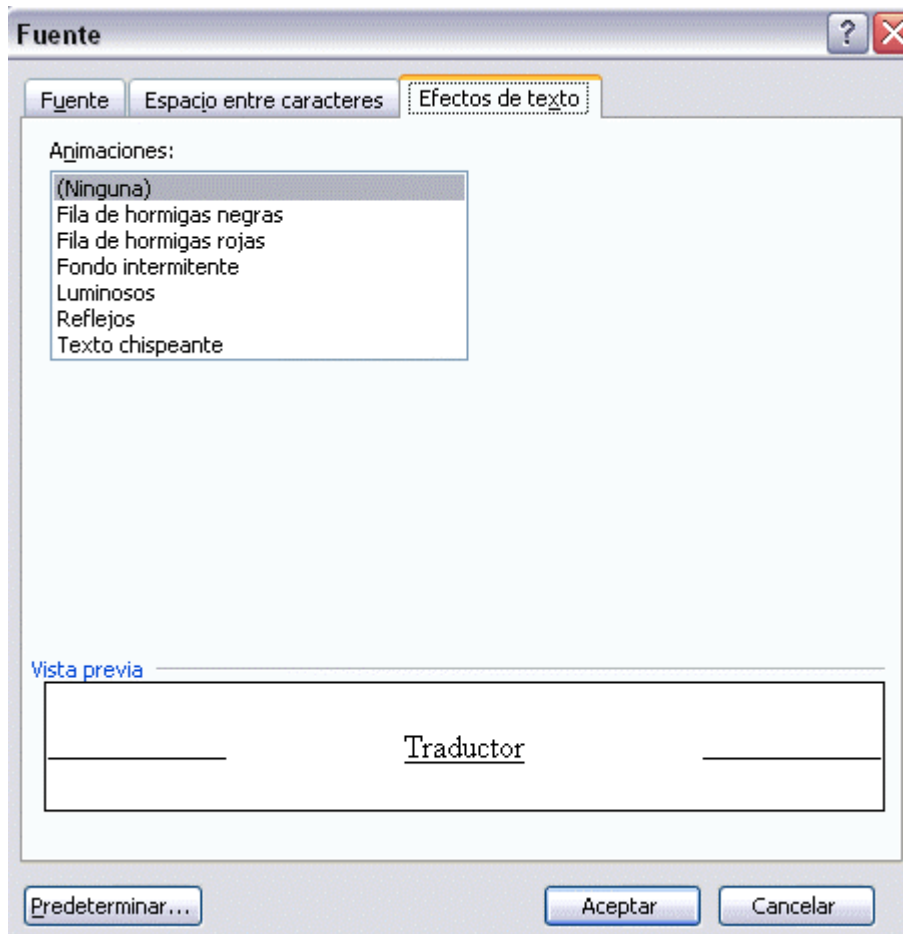 Fuente
Fuente Espacio entre caracteres Efectos de texto
Animaciones:
(Ninguna)
Fila de hormigas negras
Fila de hormigas rojas
Fondo intermitente
Luminosos
Reflejos
Texto chispeante
Vista previa
Traductor
Predeterminar... Aceptar Cancelar